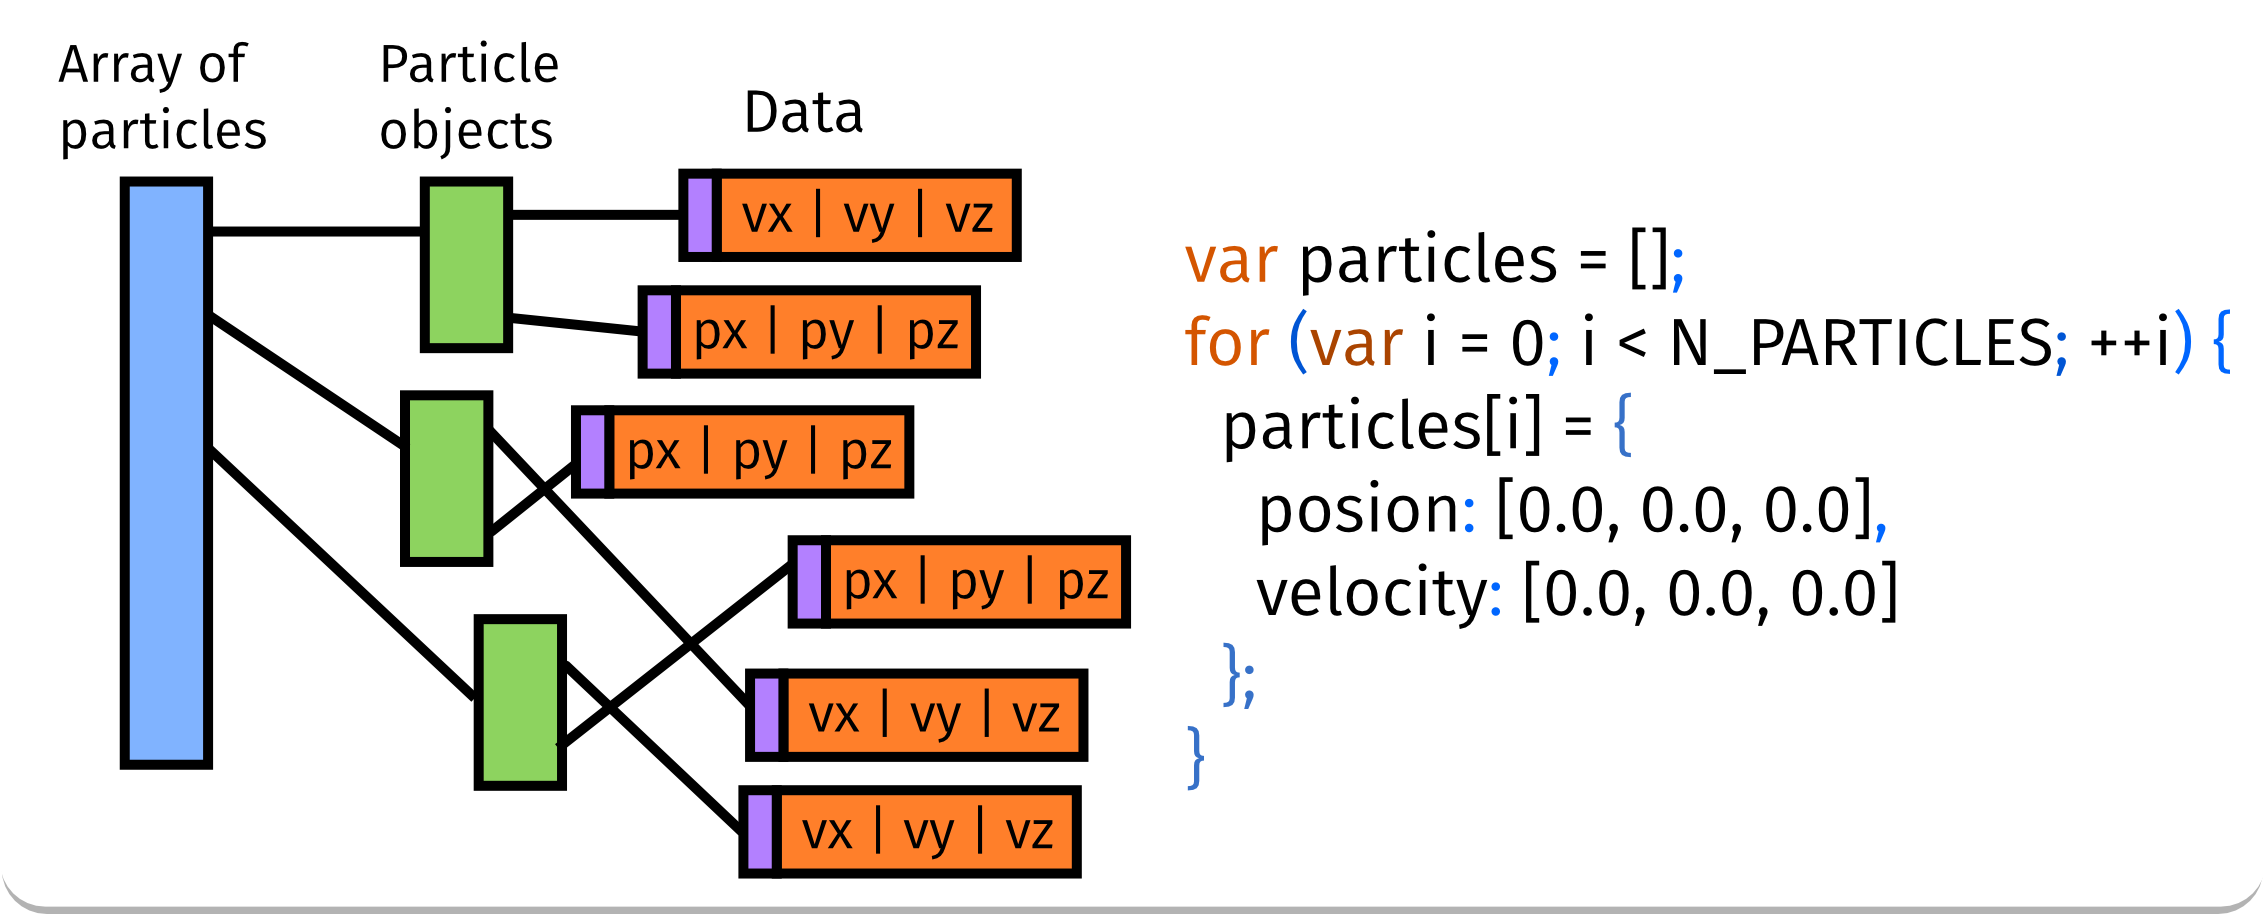 Array of
particles
Particle
objects
Data
vx | vy | vz
px | py | pz
px | py | pz
px | py | pz
vx | vy | vz
vx | vy | vz
var particles = [];
for (var i = 0; i < N_PARTICLES; ++i) {
particles[i] = {
posion: [0.0, 0.0, 0.0],
velocity: [0.0, 0.0, 0.0]
};
}